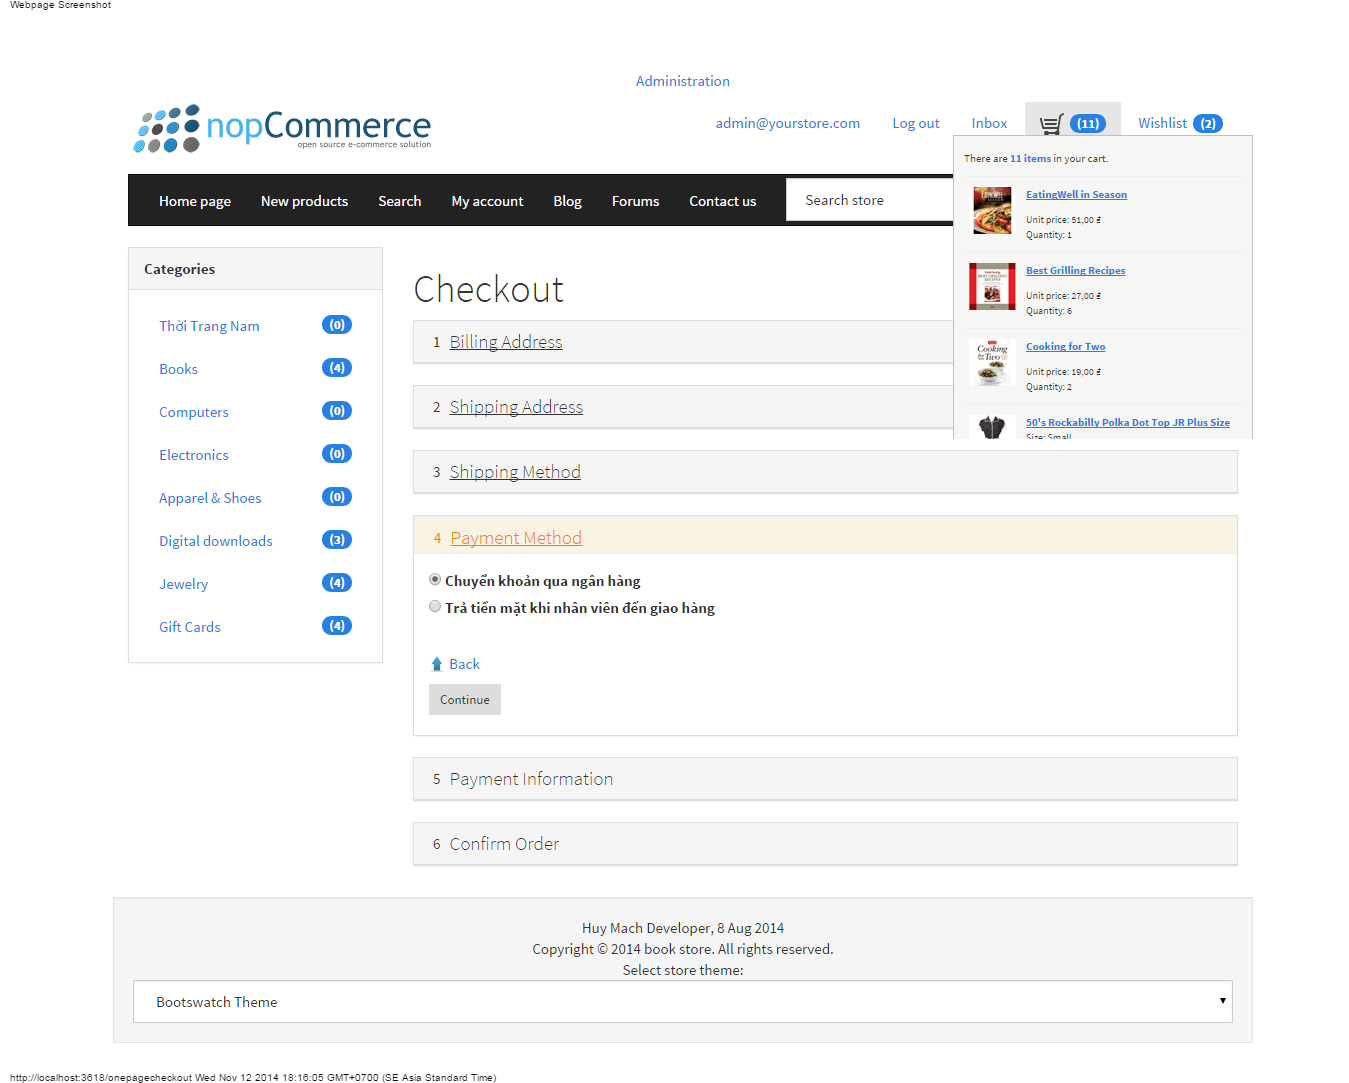 Webpage Screenshot
Administration
nopCommerce
open source e-commerce solution
admin@yourstore.com Log out Inbox (11) Wishlist (2)
There are 11 items in your cart.
EatingWell in Season
Unit price: 51,00 ₫
Quantity: 1
Best Grilling Recipes
Unit price: 27,00 ₫
Quantity: 6
Cooking for Two
Unit price: 19,00 ₫
Quantity: 2
50's Rockabilly Polka Dot Top JR Plus Size
Size: Small
Home page New products Search My account Blog Forums Contact us Search store
Categories
Thời Trang Nam (0)
Books (4)
Computers (0)
Electronics (0)
Apparel & Shoes (0)
Digital downloads (3)
Jewelry (4)
Gift Cards (4)
Checkout
1 Billing Address
2 Shipping Address
3 Shipping Method
4 Payment Method
Chuyển khoản qua ngân hàng
Trả tiền mặt khi nhân viên đến giao hàng
Back
Continue
5 Payment Information
6 Confirm Order
Huy Mach Developer, 8 Aug 2014
Copyright © 2014 book store. All rights reserved.
Select store theme:
Bootswatch Theme
http://localhost:3618/onepagecheckout Wed Nov 12 2014 18:16:05 GMT+0700 (SE Asia Standard Time)